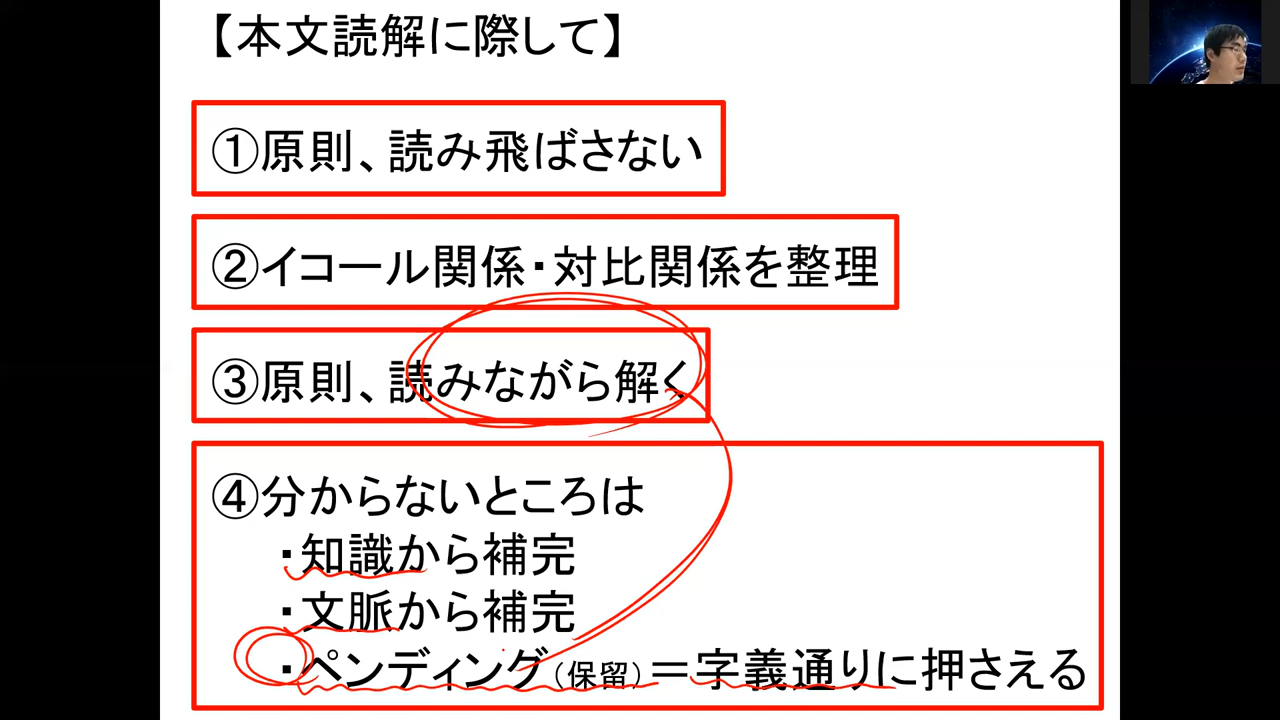 【本文読解に際して】
①原則、読み飛ばさない
②イコール関係・対比関係を整理
③原則、読みながら解く
④分からないところは
・知識から補完
・文脈から補完
・ペンディング(保留)＝字義通りに押さえる